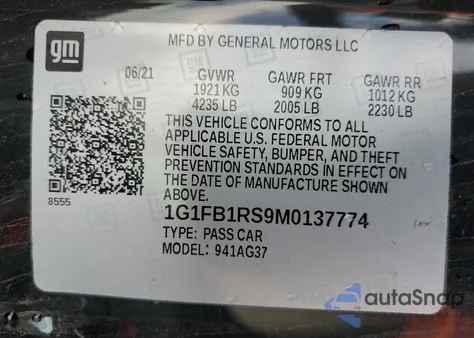 gm
MFD BY GENERAL MOTORS LLC
06/21 GVWR GAWR FRT GAWR RR
1921 KG 909 KG 1012 KG
4235 LB 2005 LB 2230 LB
THIS VEHICLE CONFORMS TO ALL
APPLICABLE U.S. FEDERAL MOTOR
VEHICLE SAFETY, BUMPER, AND THEFT
PREVENTION STANDARDS IN EFFECT ON
THE DATE OF MANUFACTURE SHOWN
ABOVE.
8555
1G1FB1RS9M0137774
TYPE: PASS CAR
MODEL: 941AG37
autoSnap